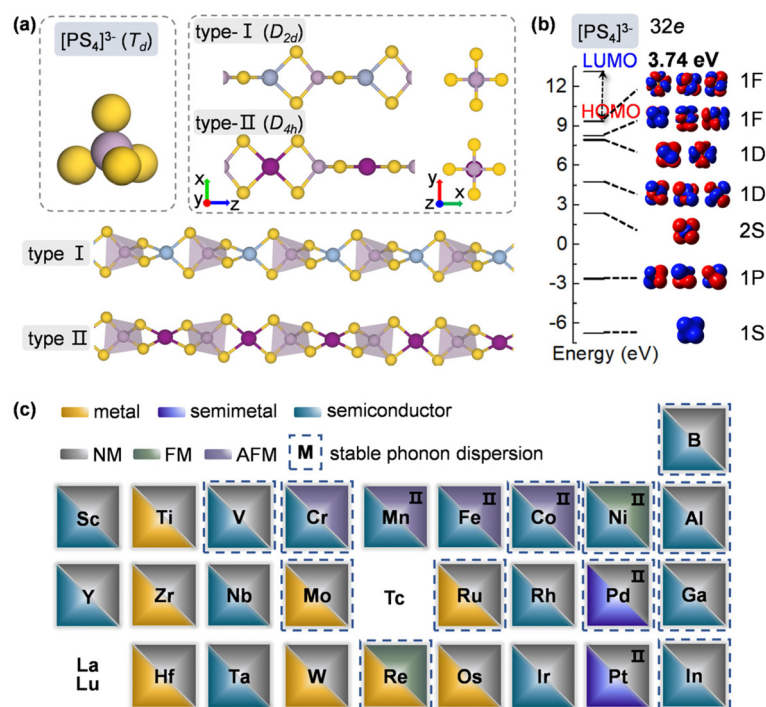 (a) [PS₄]³⁻ (T_d)
type-Ⅰ (D₂d)
type-Ⅱ (D₄h)
x
y z
y
z x
type Ⅰ
type Ⅱ
(b) [PS₄]³⁻ 32e
LUMO 3.74 eV
HOMO
12
9
6
3
0
-3
-6
Energy (eV)
1F
1F
1D
1D
2S
1P
1S
(c) metal semimetal semiconductor
NM FM AFM M stable phonon dispersion
B
Sc Ti V Cr Mn Ⅱ Fe Ⅱ Co Ⅱ Ni Ⅱ Al
Y Zr Nb Mo Tc Ru Rh Pd Ⅱ Ga
La
Lu
Hf Ta W Re Os Ir Pt Ⅱ In